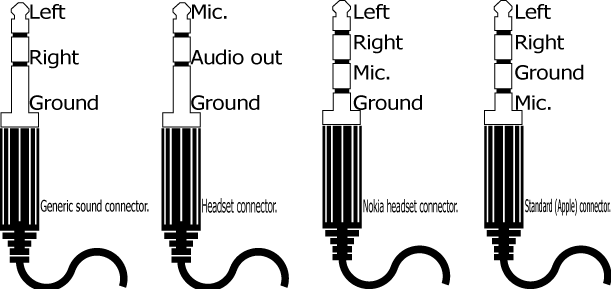 Left
Right
Ground
Generic sound connector.
Mic.
Audio out
Ground
Headset connector.
Left
Right
Mic.
Ground
Nokia headset connector.
Left
Right
Ground
Mic.
Standard (Apple) connector.